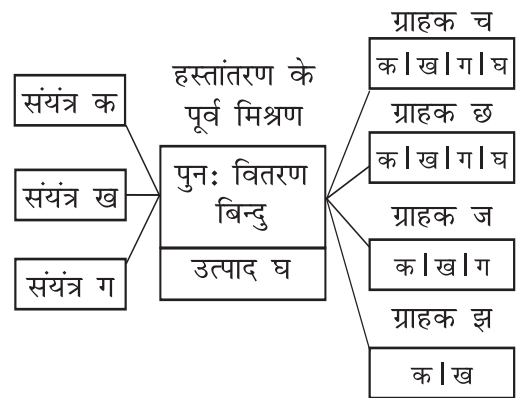 संयंत्र क
संयंत्र ख
संयंत्र ग
हस्तांतरण के
पूर्व मिश्रण
पुनः वितरण
बिन्दु
उत्पाद घ
ग्राहक च
क | ख | ग | घ
ग्राहक छ
क | ख | ग | घ
ग्राहक ज
क | ख | ग
ग्राहक झ
क | ख